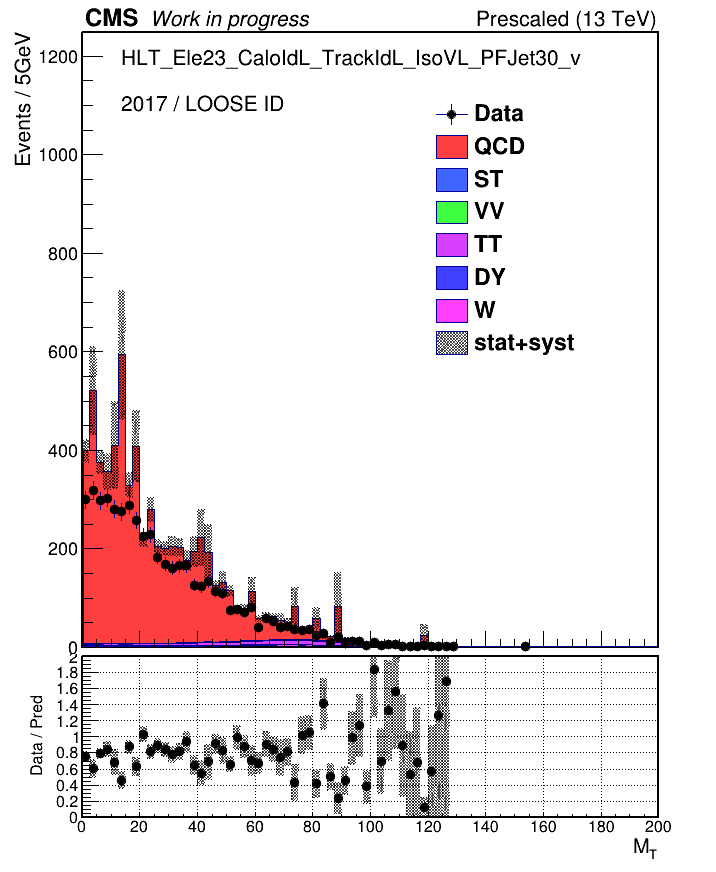 CMS Work in progress Prescaled (13 TeV)
Events / 5GeV
HLT_Ele23_CaloIdL_TrackIdL_IsoVL_PFJet30_v
2017 / LOOSE ID
Data
QCD
ST
VV
TT
DY
W
stat+syst
1200
1000
800
600
400
200
0
Data / Pred
2
1.8
1.6
1.4
1.2
1
0.8
0.6
0.4
0.2
0
0 20 40 60 80 100 120 140 160 180 200
M_T